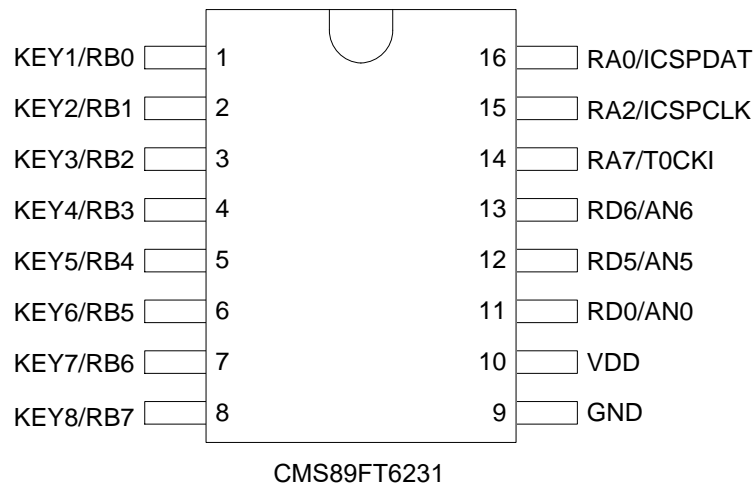 KEY1/RB0 1 16 RA0/ICSPDAT
KEY2/RB1 2 15 RA2/ICSPCLK
KEY3/RB2 3 14 RA7/T0CKI
KEY4/RB3 4 13 RD6/AN6
KEY5/RB4 5 12 RD5/AN5
KEY6/RB5 6 11 RD0/AN0
KEY7/RB6 7 10 VDD
KEY8/RB7 8 9 GND
CMS89FT6231